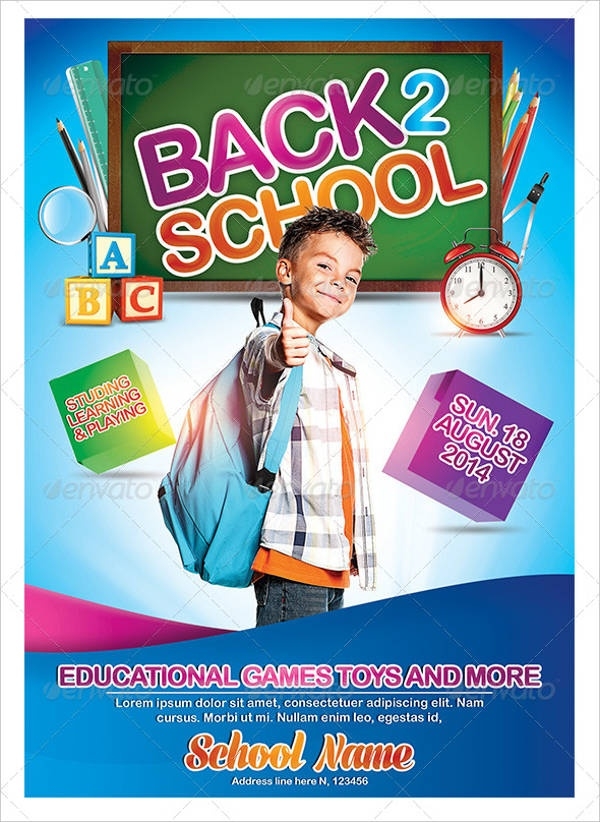 BACK 2
SCHOOL
A
B C
STUDING
LEARNING
& PLAYING
SUN. 18
AUGUST
2014
EDUCATIONAL GAMES TOYS AND MORE
Lorem ipsum dolor sit amet, consectetuer adipiscing elit. Nam
cursus. Morbi ut mi. Nullam enim leo, egestas id,
School Name
Address line here N, 123456
envato